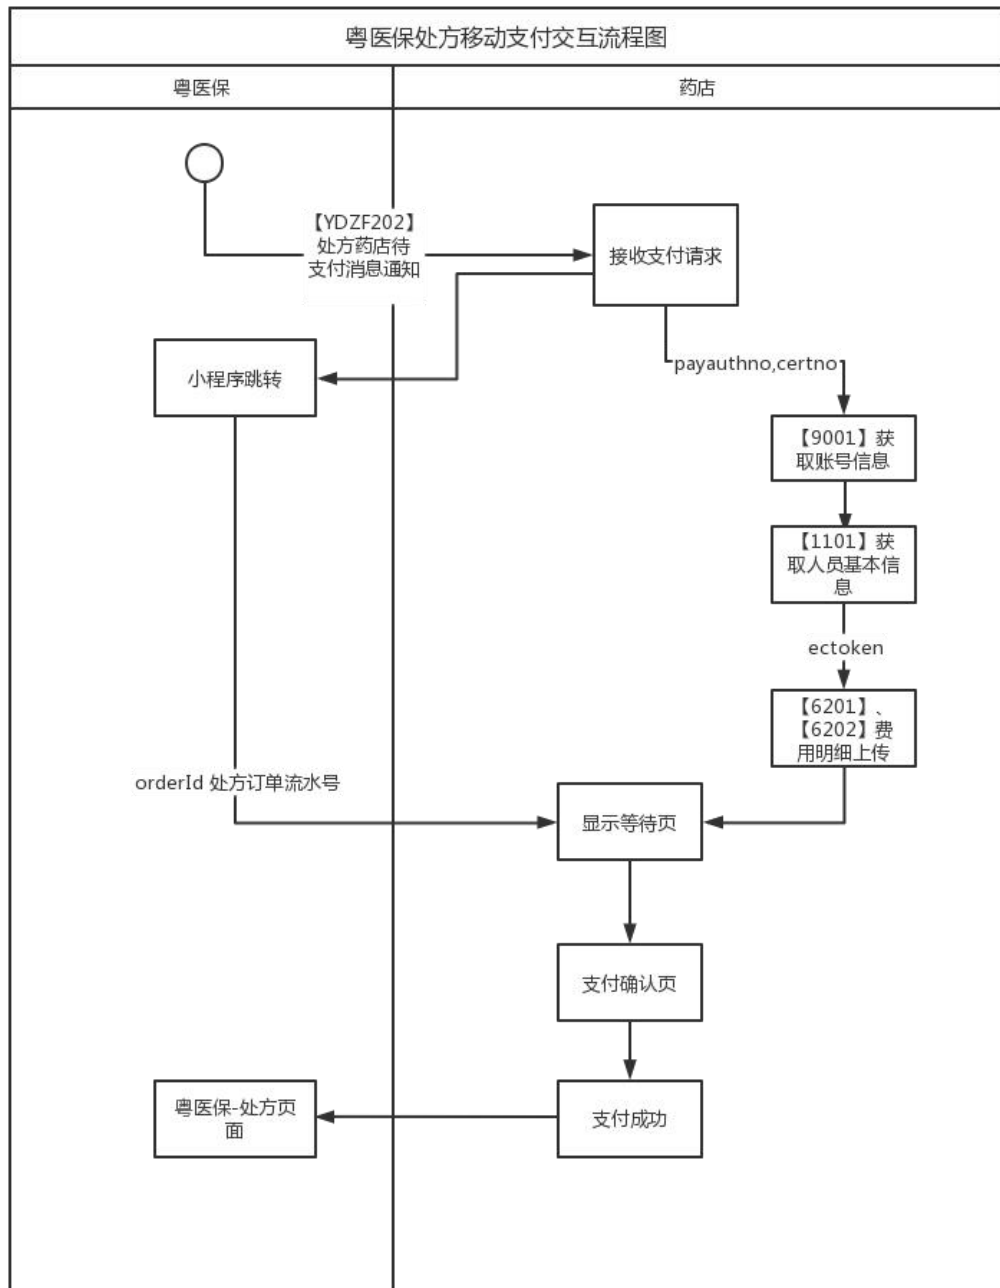 粤医保处方移动支付交互流程图
粤医保
药店
【YDZF202】
处方药店待
支付消息通知
接收支付请求
小程序跳转
payauthno,certno
【9001】获
取账号信息
【1101】获
取人员基本信
息
ectoken
【6201】、
【6202】费
用明细上传
orderId 处方订单流水号
显示等待页
支付确认页
粤医保-处方页
面
支付成功